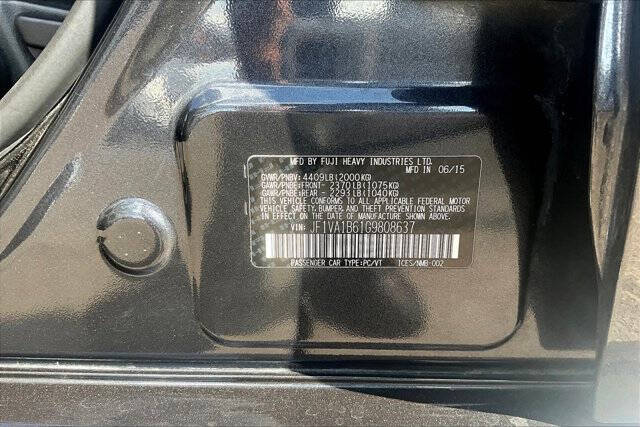 MFD BY FUJI HEAVY INDUSTRIES LTD.
MFD IN 06/15
GVWR/PNBV: 4409LB(2000KG)
GAWR/PNBE:FRONT- 2370LB(1075KG)
GAWR/PNBE:REAR - 2293LB(1040KG)
THIS VEHICLE CONFORMS TO ALL APPLICABLE FEDERAL MOTOR
VEHICLE SAFETY,BUMPER,AND THEFT PREVENTION STANDARDS
IN EFFECT ON THE DATE OF MANUFACTURE SHOWN ABOVE.
VIN: JF1VA1B61G9808637
PASSENGER CAR TYPE:PC/VT ICES/NMB-002